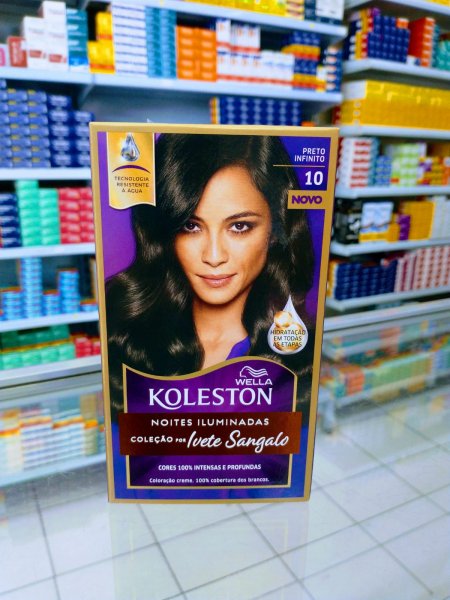 TECNOLOGIA
RESISTENTE
À ÁGUA
PRETO
INFINITO
10
NOVO
HIDRATAÇÃO
EM TODAS
AS ETAPAS
WELLA
KOLESTON
NOITES ILUMINADAS
COLEÇÃO POR Ivete Sangalo
CORES 100% INTENSAS E PROFUNDAS
Coloração creme. 100% cobertura dos brancos.